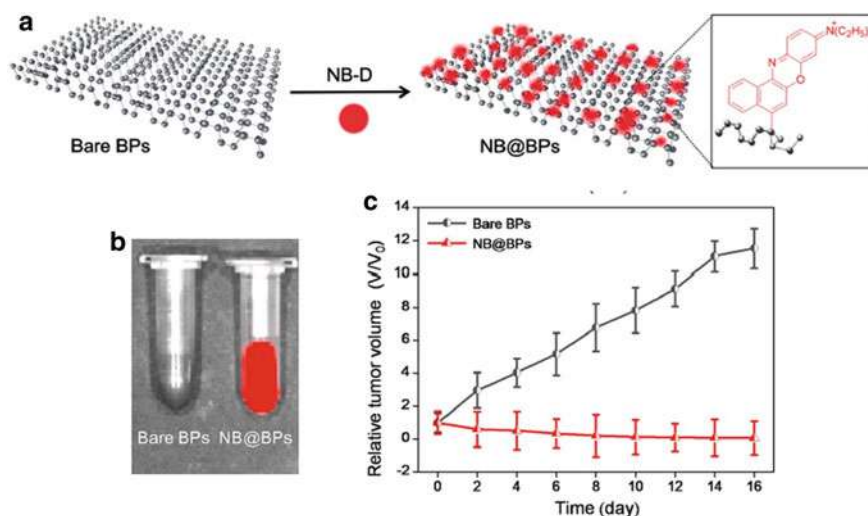 a
NB-D
Bare BPs
NB@BPs
N
O
N(C₂H₅)
+
b
Bare BPs NB@BPs
c
Bare BPs
NB@BPs
Relative tumor volume (V/V₀)
14
12
10
8
6
4
2
0
-2
0 2 4 6 8 10 12 14 16
Time (day)